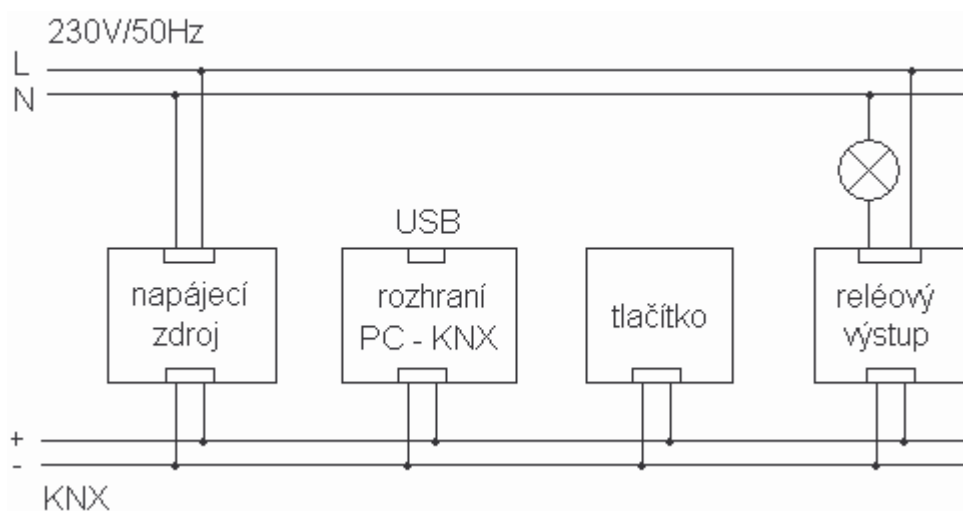 230V/50Hz
L
N
USB
napájecí
zdroj
rozhraní
PC - KNX
tlačítko
reléový
výstup
+
-
KNX